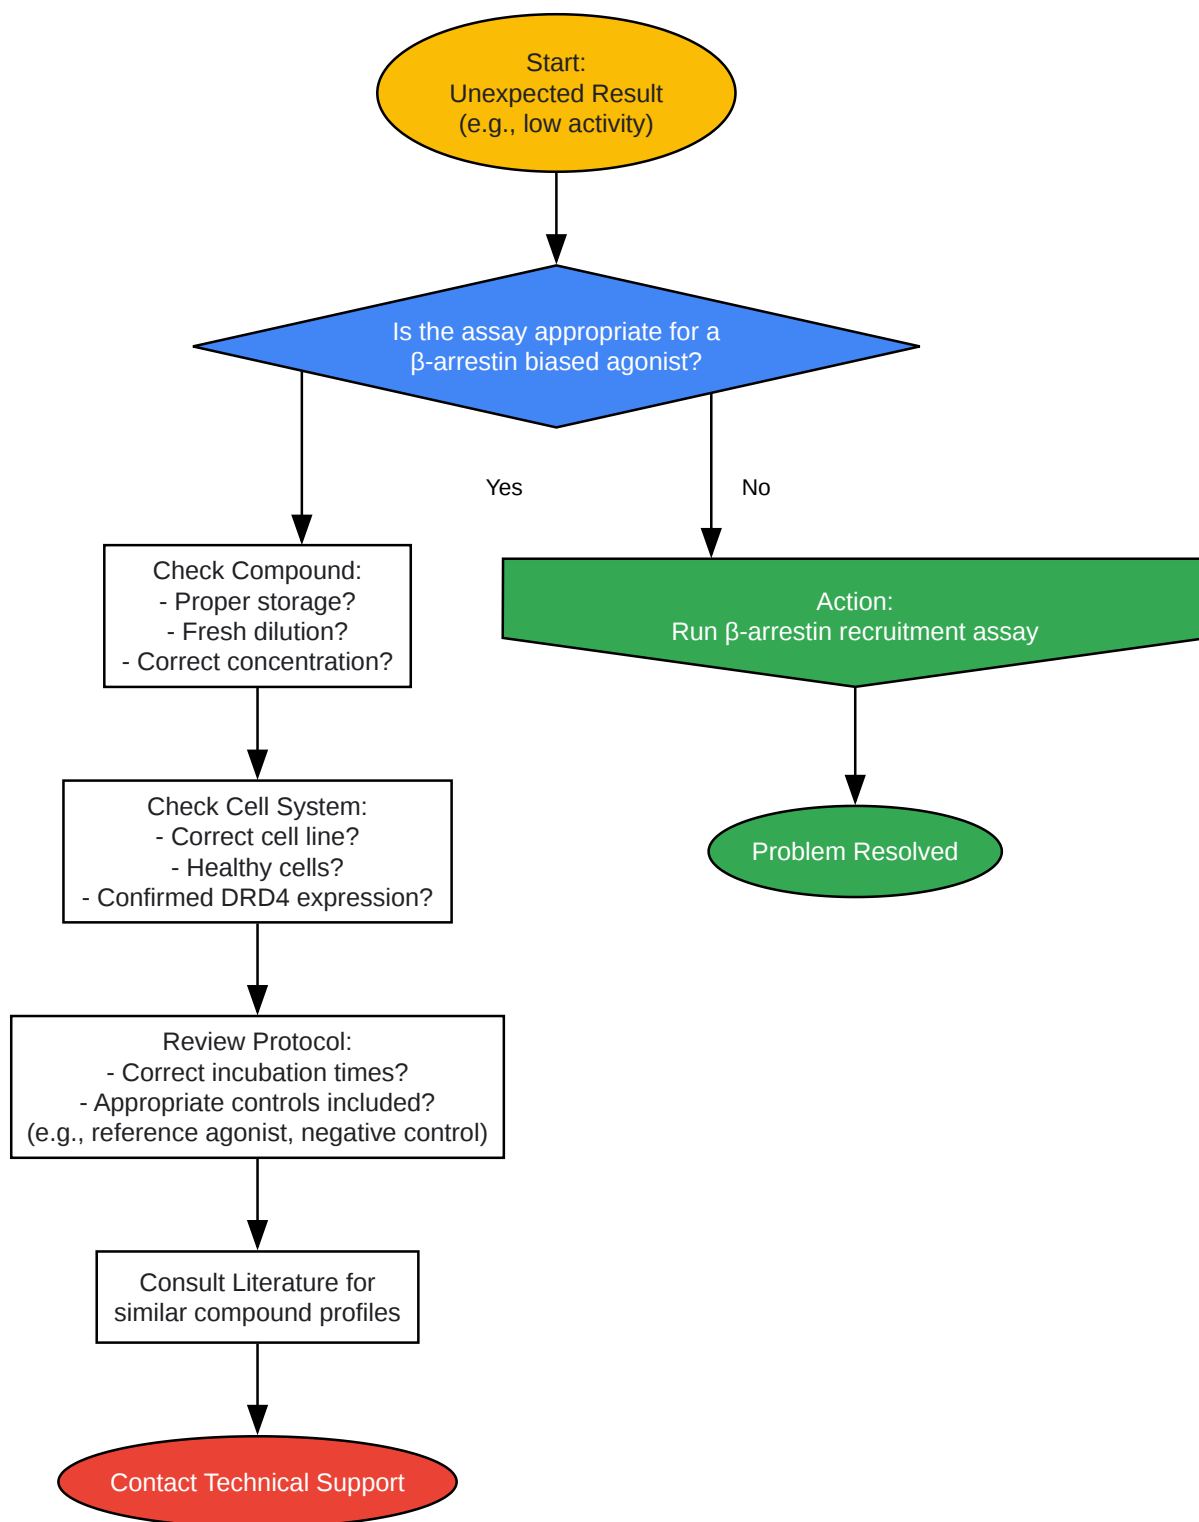 Start:
Unexpected Result
(e.g., low activity)
Is the assay appropriate for a
β-arrestin biased agonist?
Yes
No
Check Compound:
- Proper storage?
- Fresh dilution?
- Correct concentration?
Action:
Run β-arrestin recruitment assay
Check Cell System:
- Correct cell line?
- Healthy cells?
- Confirmed DRD4 expression?
Problem Resolved
Review Protocol:
- Correct incubation times?
- Appropriate controls included?
(e.g., reference agonist, negative control)
Consult Literature for
similar compound profiles
Contact Technical Support